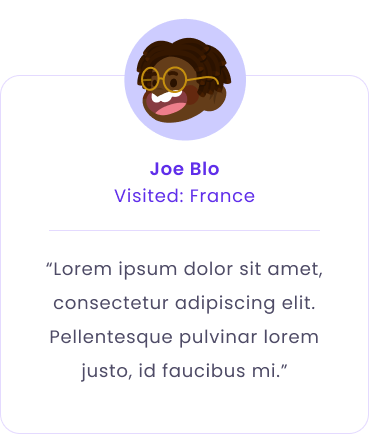 Joe Blo
Visited: France
“Lorem ipsum dolor sit amet,
consectetur adipiscing elit.
Pellentesque pulvinar lorem
justo, id faucibus mi.”